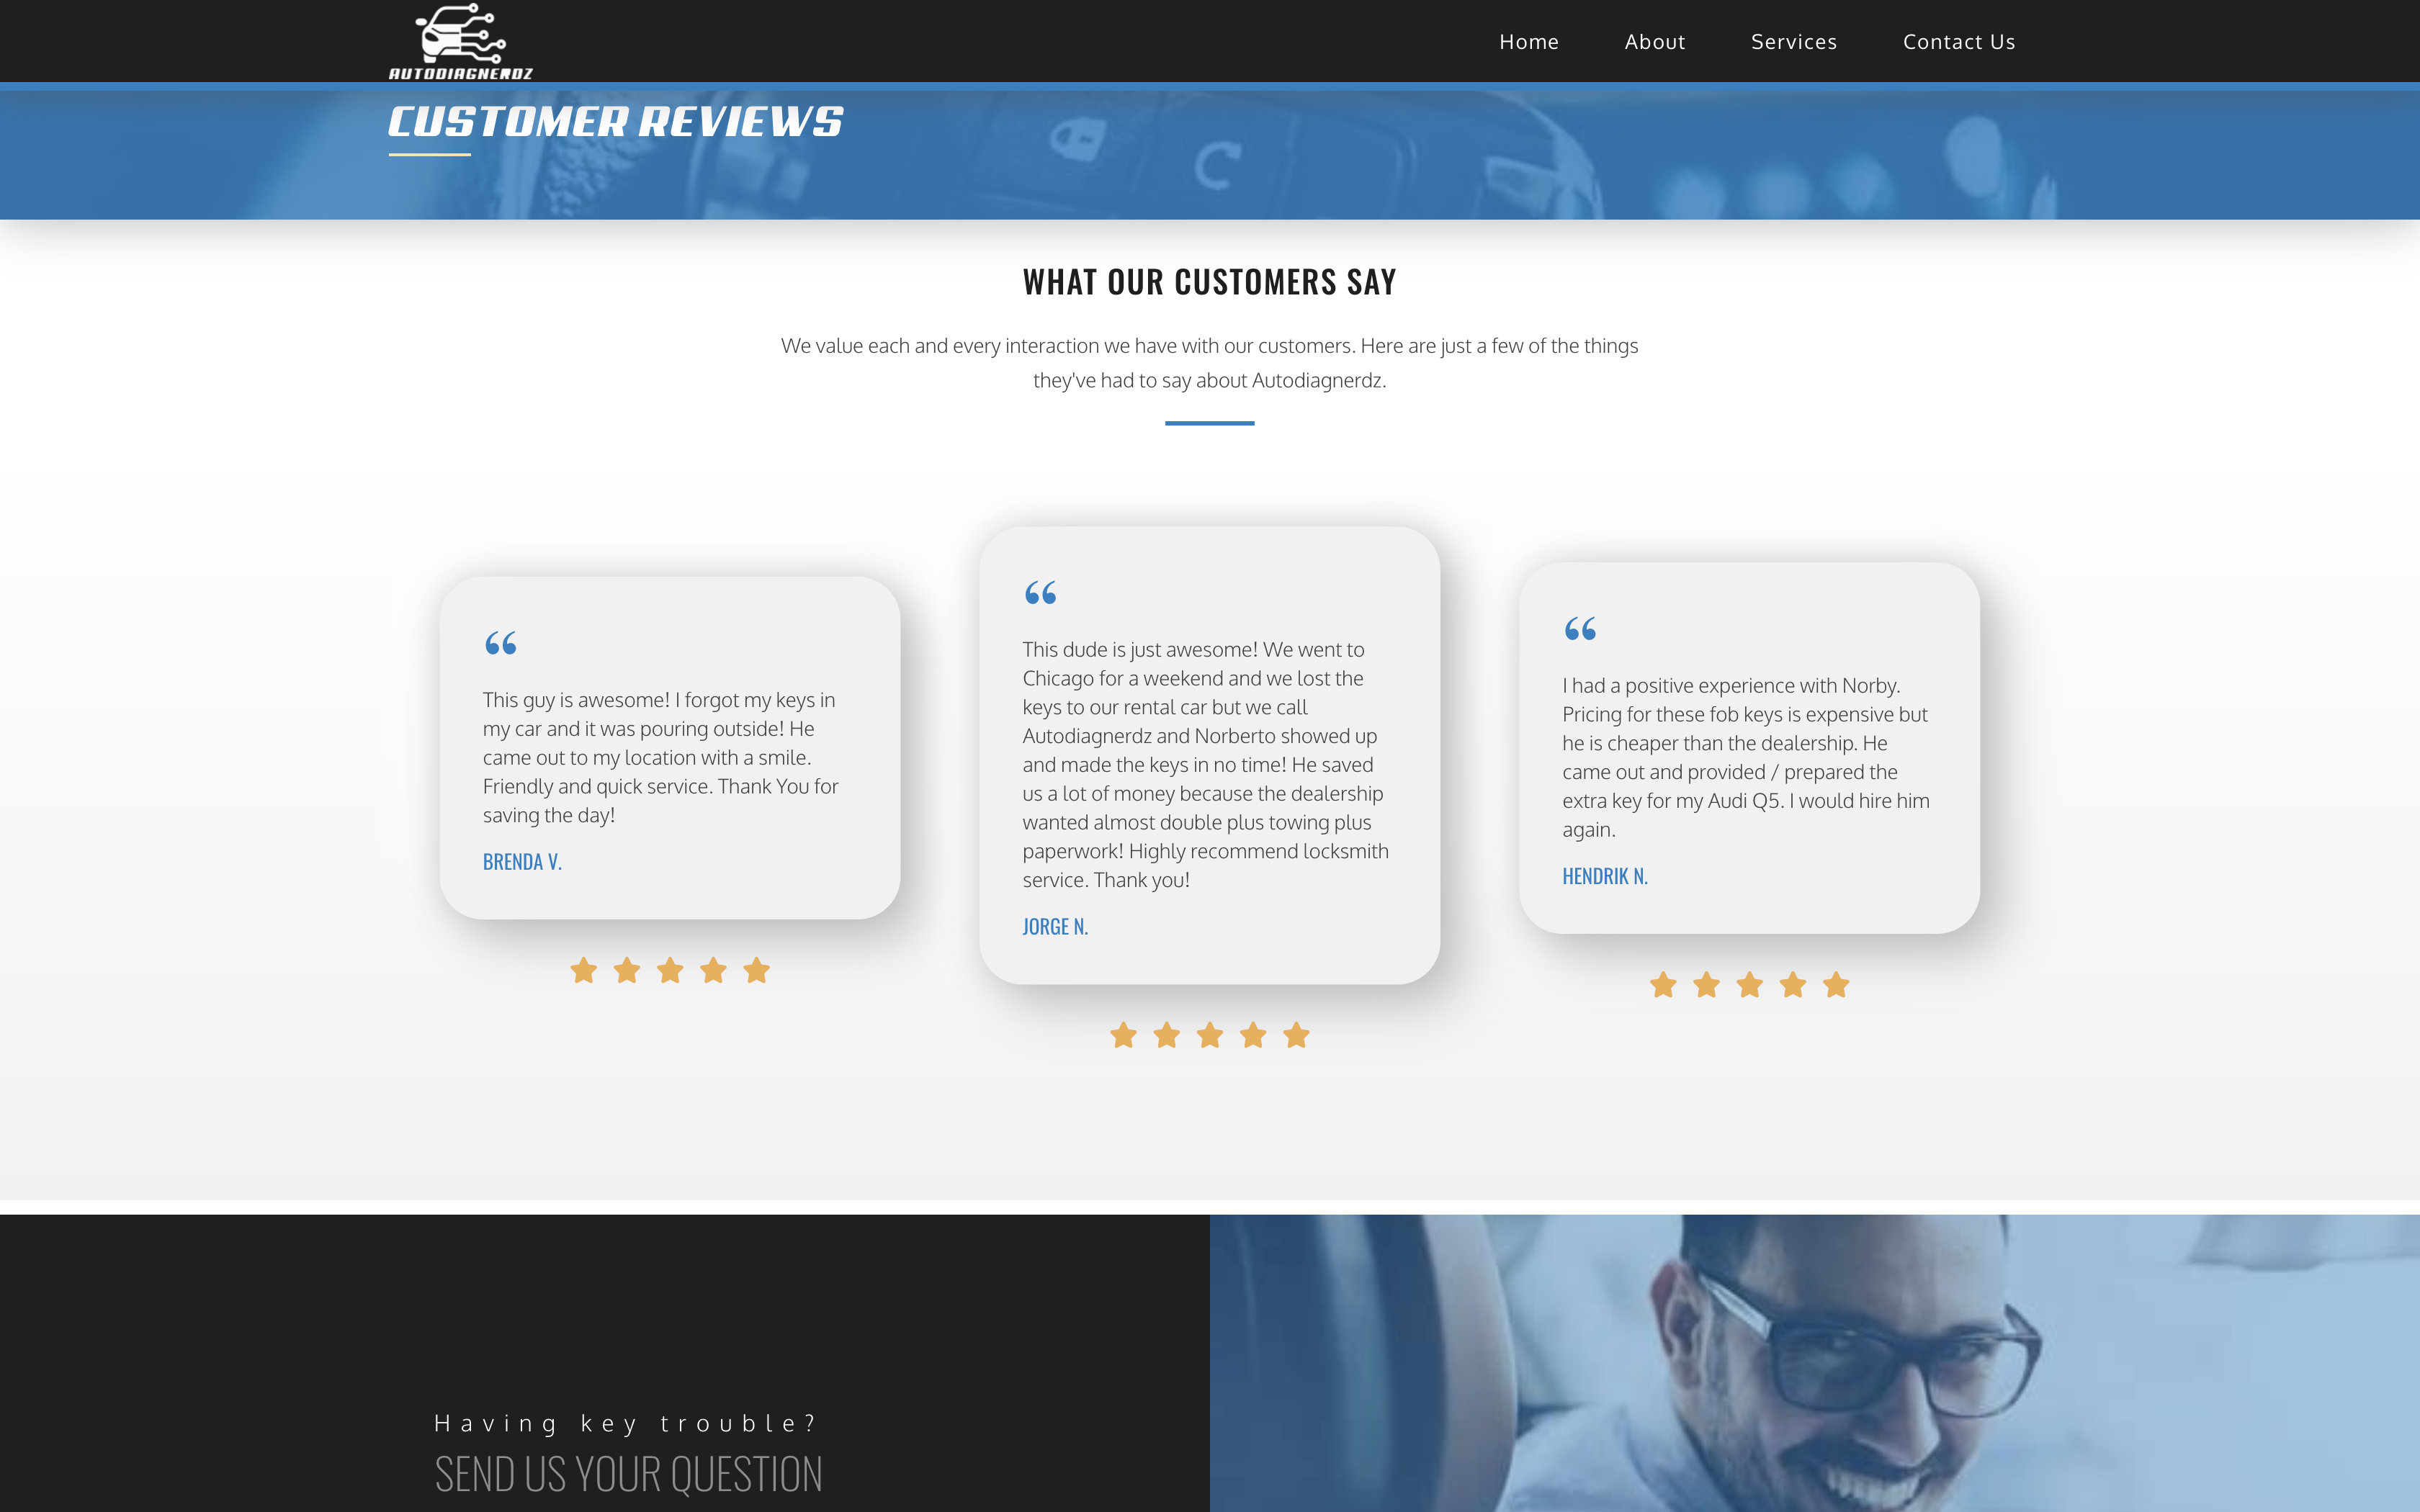 AUTODIAGNERDZ
Home
About
Services
Contact Us
CUSTOMER REVIEWS
WHAT OUR CUSTOMERS SAY
We value each and every interaction we have with our customers. Here are just a few of the things
they've had to say about Autodiagnerdz.
“
This guy is awesome! I forgot my keys in
my car and it was pouring outside! He
came out to my location with a smile.
Friendly and quick service. Thank You for
saving the day!
BRENDA V.
“
This dude is just awesome! We went to
Chicago for a weekend and we lost the
keys to our rental car but we call
Autodiagnerdz and Norberto showed up
and made the keys in no time! He saved
us a lot of money because the dealership
wanted almost double plus towing plus
paperwork! Highly recommend locksmith
service. Thank you!
JORGE N.
“
I had a positive experience with Norby.
Pricing for these fob keys is expensive but
he is cheaper than the dealership. He
came out and provided / prepared the
extra key for my Audi Q5. I would hire him
again.
HENDRIK N.
Having key trouble?
SEND US YOUR QUESTION